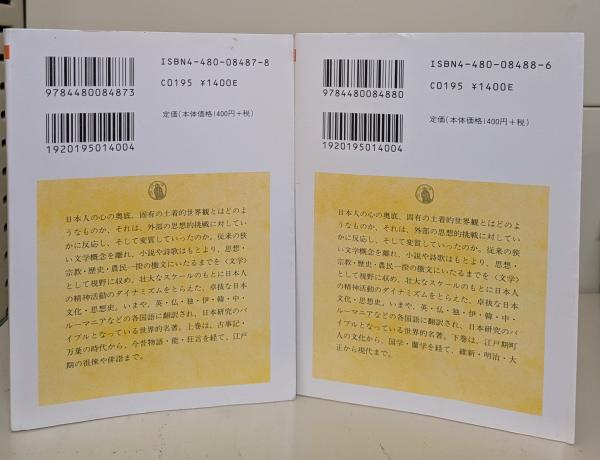 ISBN4-480-08487-8
9784480084873
C0195 ¥1400E
定価(本体価格1400円+税)
1920195014004
日本人の心の奥底、固有の土着的世界観とはどのよ
うなものか、それは、外部の思想的挑戦に対してい
かに反応し、そして変質していったのか。従来の狭
い文学概念を離れ、小説や詩歌はもとより、思想・
宗教・歴史・農民一揆の檄文にいたるまでを〈文学〉
として視野に収め、壮大なスケールのもとに日本人
の精神活動のダイナミズムをとらえた、卓抜な日本
文化・思想史。いまや、英・仏・独・伊・韓・中・
ルーマニアなどの各国語に翻訳され、日本研究のバ
イブルとなっている世界的名著。上巻は、古事記・
万葉の時代から、今昔物語・能・狂言を経て、江戸
期の徂徠や俳諧まで。
ISBN4-480-08488-6
9784480084880
C0195 ¥1400E
定価(本体価格1400円+税)
1920195014004
日本人の心の奥底、固有の土着的世界観とはどのよ
うなものか、それは、外部の思想的挑戦に対してい
かに反応し、そして変質していったのか。従来の狭
い文学概念を離れ、小説や詩歌はもとより、思想・
宗教・歴史・農民一揆の檄文にいたるまでを〈文学〉
として視野に収め、壮大なスケールのもとに日本人
の精神活動のダイナミズムをとらえた、卓抜な日本
文化・思想史。いまや、英・仏・独・伊・韓・中・
ルーマニアなどの各国語に翻訳され、日本研究のバ
イブルとなっている世界的名著。下巻は、江戸期町
人の文化から、国学・蘭学を経て、維新・明治・大
正から現代まで。